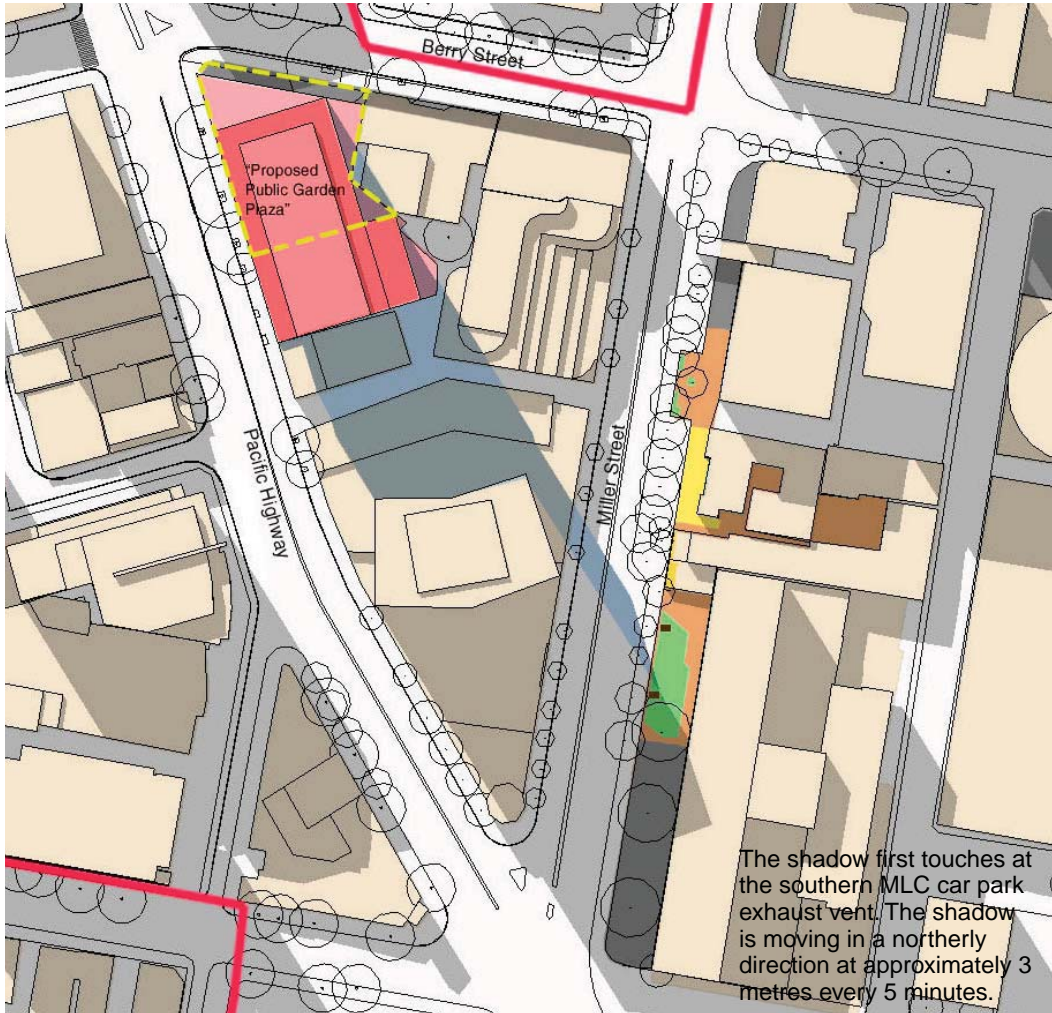 Berry Street
"Proposed
Public Garden
Plaza"
Pacific Highway
Miller Street
The shadow first touches at
the southern MLC car park
exhaust vent. The shadow
is moving in a northerly
direction at approximately 3
metres every 5 minutes.